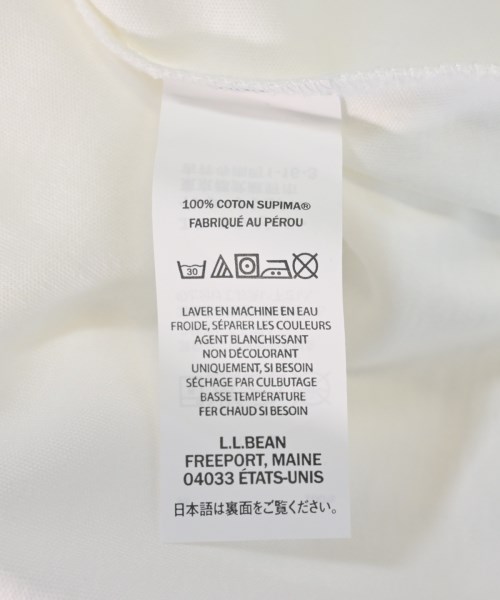 100% COTON SUPIMA®
FABRIQUÉ AU PÉROU
30
LAVER EN MACHINE EN EAU
FROIDE, SÉPARER LES COULEURS
AGENT BLANCHISSANT
NON DÉCOLORANT
UNIQUEMENT, SI BESOIN
SÉCHAGE PAR CULBUTAGE
BASSE TEMPÉRATURE
FER CHAUD SI BESOIN
L.L.BEAN
FREEPORT, MAINE
04033 ÉTATS-UNIS
日本語は裏面をご覧ください。